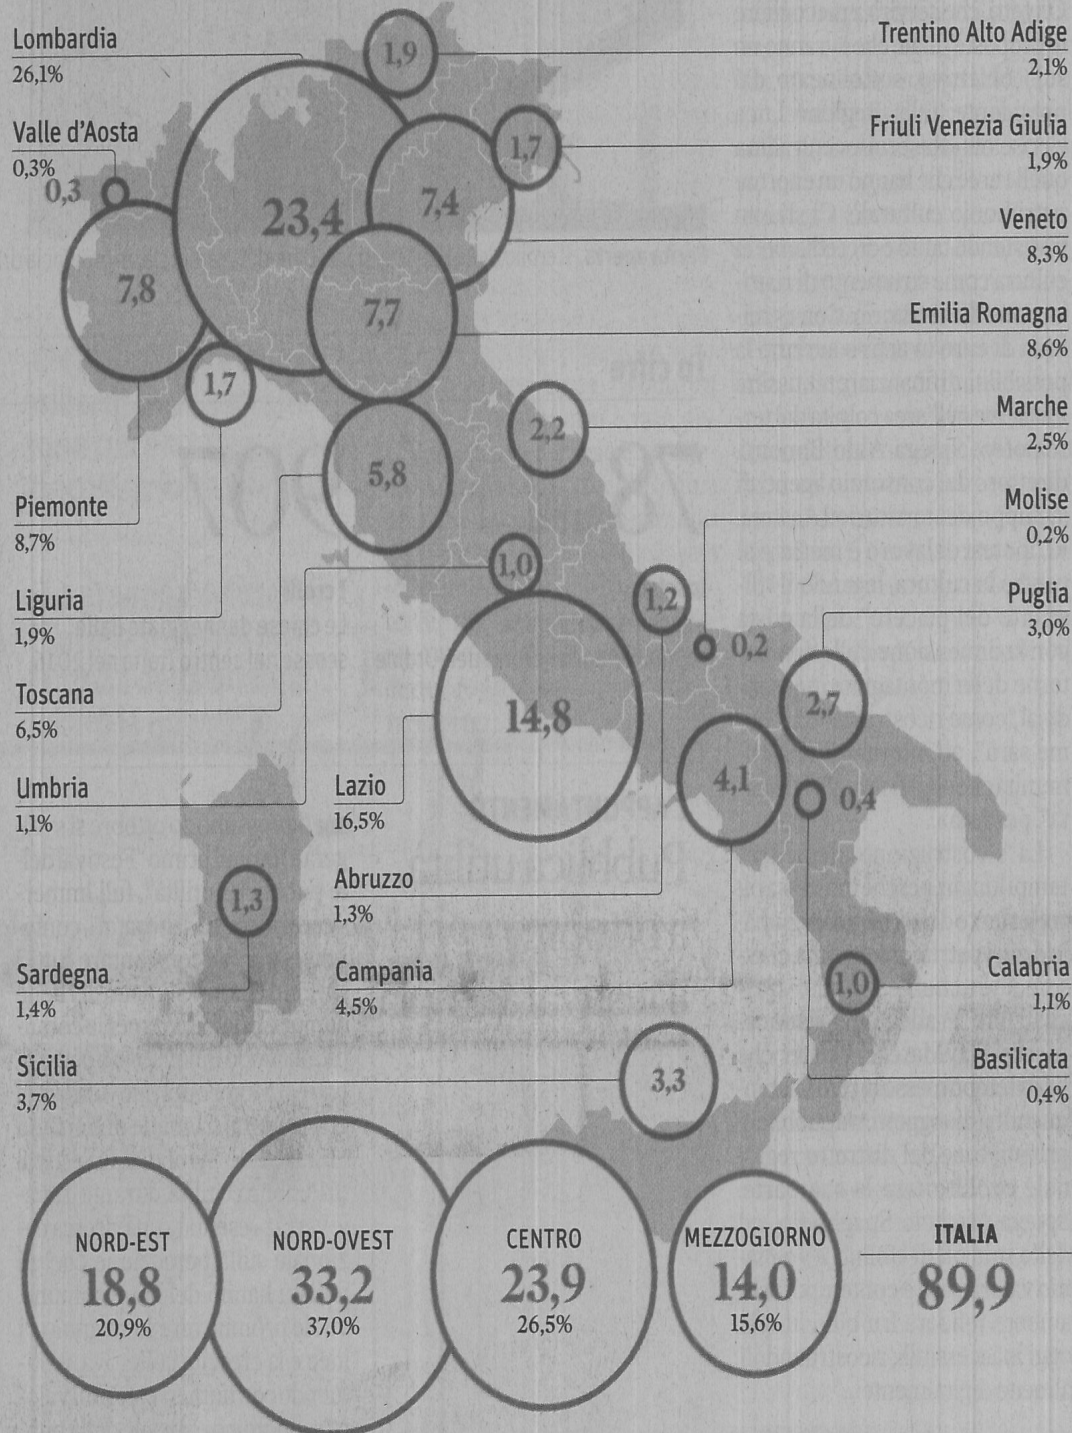 Lombardia
26,1%
Trentino Alto Adige
2,1%
1,9
Valle d'Aosta
0,3%
0,3
Friuli Venezia Giulia
1,9%
1,7
23,4
7,4
Veneto
8,3%
7,8
7,7
Emilia Romagna
8,6%
1,7
Marche
2,5%
2,2
5,8
Piemonte
8,7%
Molise
0,2%
0,2
1,0
Liguria
1,9%
1,2
Puglia
3,0%
2,7
Toscana
6,5%
14,8
4,1
Umbria
1,1%
Lazio
16,5%
0,4
Abruzzo
1,3%
1,3
Sardegna
1,4%
Campania
4,5%
1,0
Calabria
1,1%
Sicilia
3,7%
3,3
Basilicata
0,4%
NORD-EST
18,8
20,9%
NORD-OVEST
33,2
37,0%
CENTRO
23,9
26,5%
MEZZOGIORNO
14,0
15,6%
ITALIA
89,9